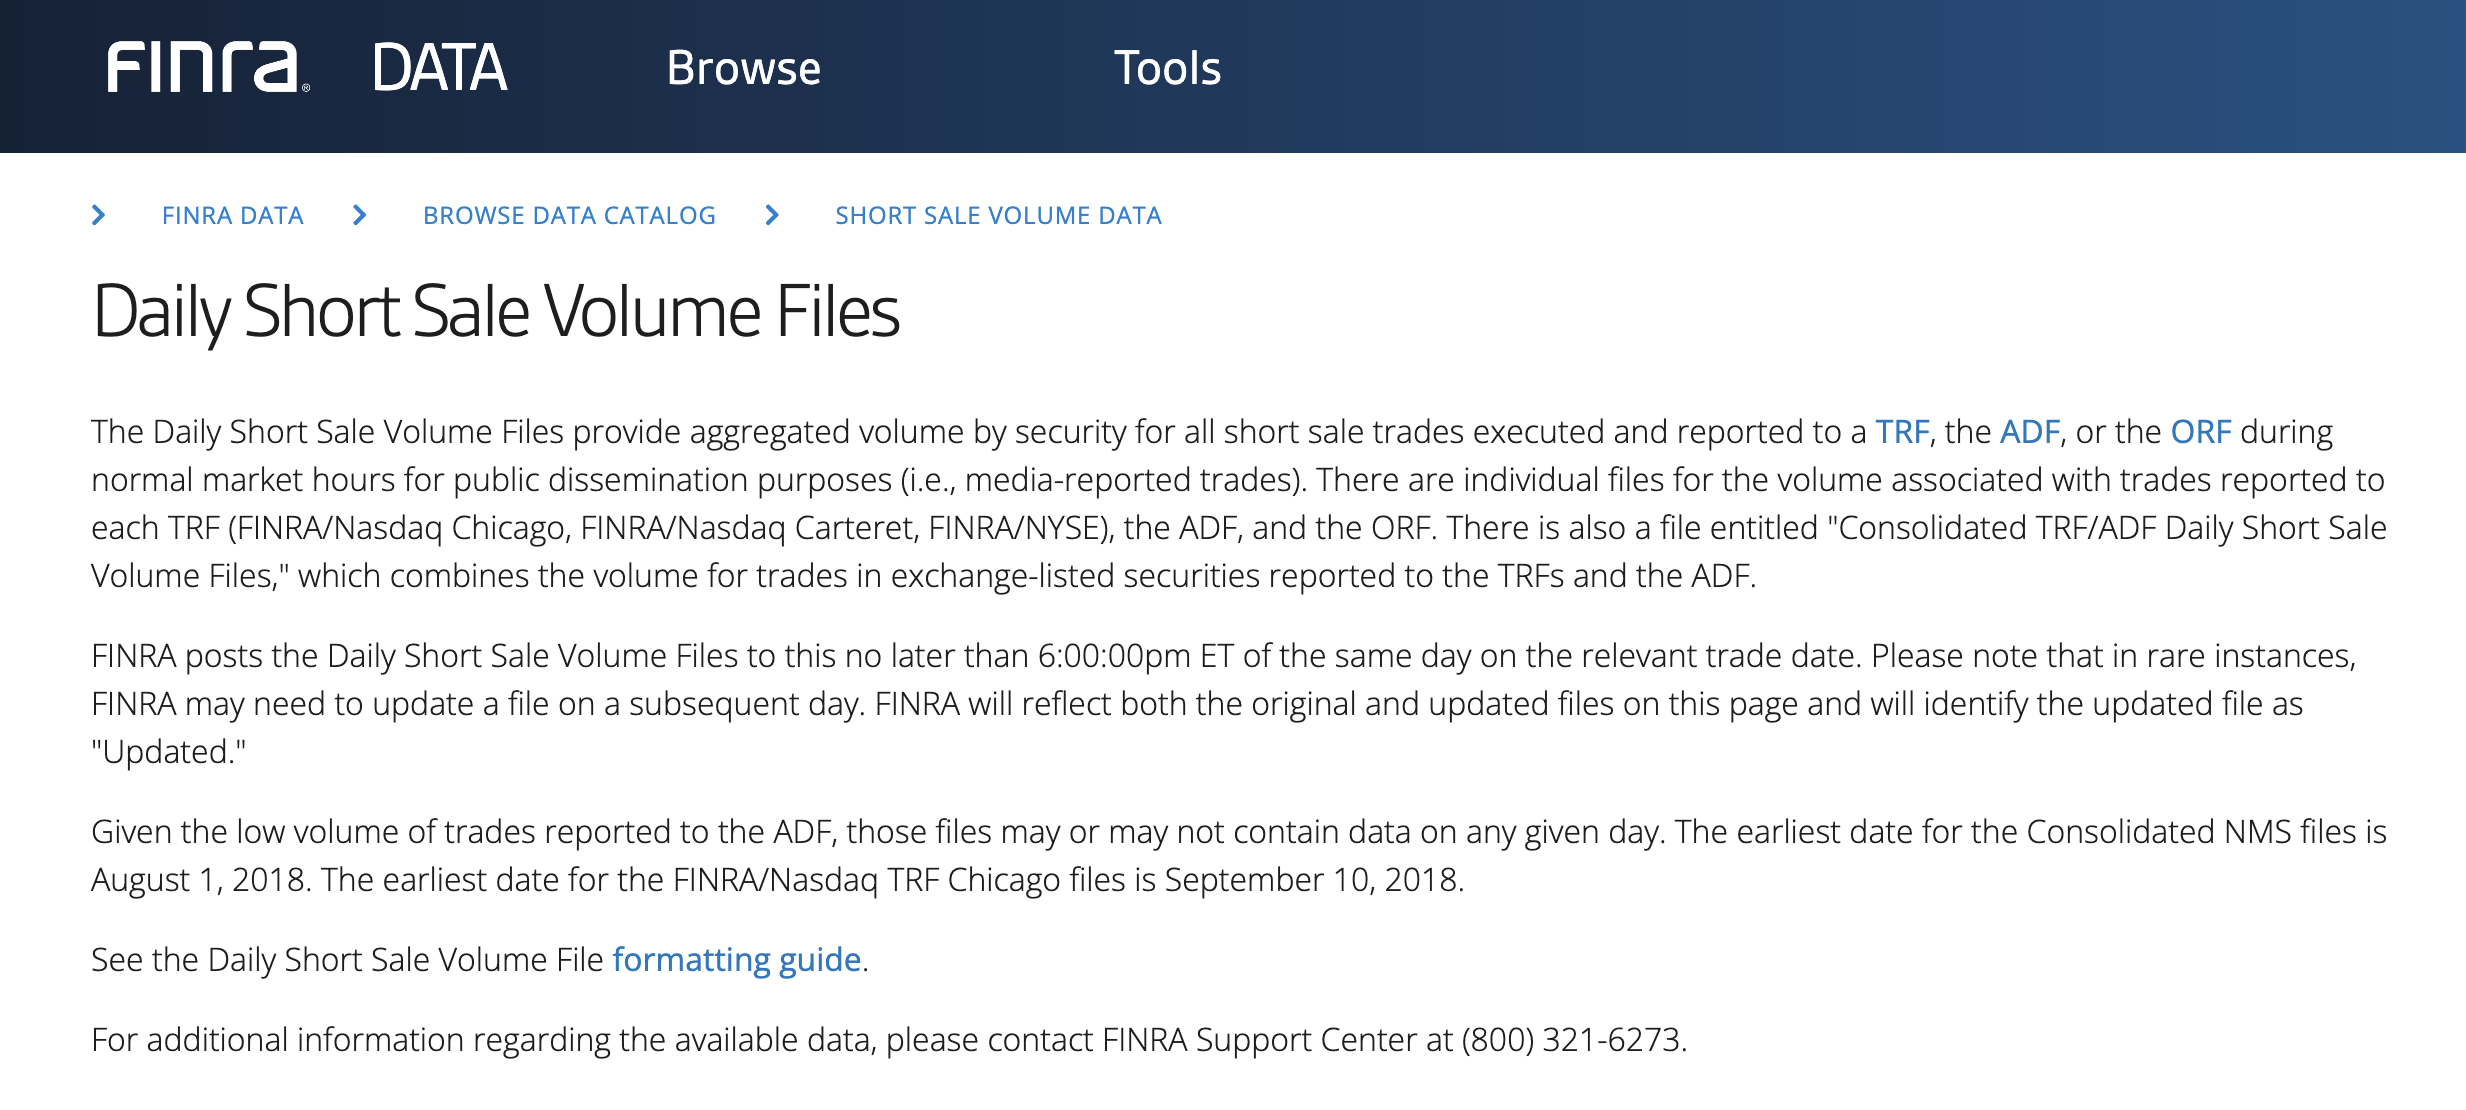 FINRA® DATA Browse Tools
FINRA DATA BROWSE DATA CATALOG SHORT SALE VOLUME DATA
Daily Short Sale Volume Files
The Daily Short Sale Volume Files provide aggregated volume by security for all short sale trades executed and reported to a TRF, the ADF, or the ORF during
normal market hours for public dissemination purposes (i.e., media-reported trades). There are individual files for the volume associated with trades reported to
each TRF (FINRA/Nasdaq Chicago, FINRA/Nasdaq Carteret, FINRA/NYSE), the ADF, and the ORF. There is also a file entitled "Consolidated TRF/ADF Daily Short Sale
Volume Files," which combines the volume for trades in exchange-listed securities reported to the TRFs and the ADF.
FINRA posts the Daily Short Sale Volume Files to this no later than 6:00:00pm ET of the same day on the relevant trade date. Please note that in rare instances,
FINRA may need to update a file on a subsequent day. FINRA will reflect both the original and updated files on this page and will identify the updated file as
"Updated."
Given the low volume of trades reported to the ADF, those files may or may not contain data on any given day. The earliest date for the Consolidated NMS files is
August 1, 2018. The earliest date for the FINRA/Nasdaq TRF Chicago files is September 10, 2018.
See the Daily Short Sale Volume File formatting guide.
For additional information regarding the available data, please contact FINRA Support Center at (800) 321-6273.